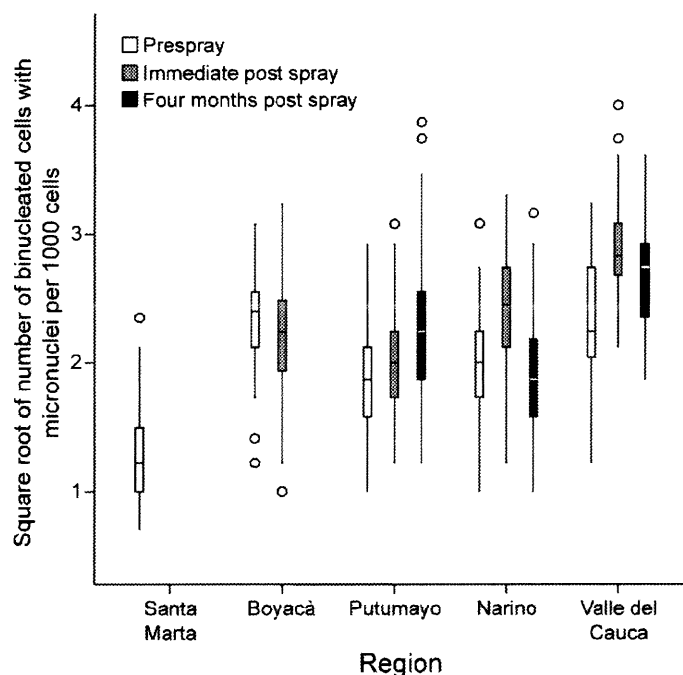 Square root of number of binucleated cells with
micronuclei per 1000 cells
Prespray
Immediate post spray
Four months post spray
4
3
2
1
Santa
Marta
Boyacà
Putumayo
Narino
Valle del
Cauca
Region